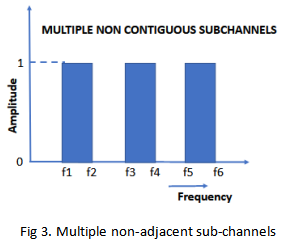 MULTIPLE NON CONTIGUOUS SUBCHANNELS
Amplitude
1
0
f1 f2 f3 f4 f5 f6
Frequency
Fig 3. Multiple non-adjacent sub-channels